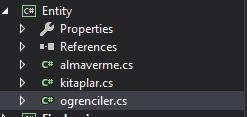 C# Entity
Properties
References
C# almaverme.cs
C# kitaplar.cs
C# ogrenciler.cs